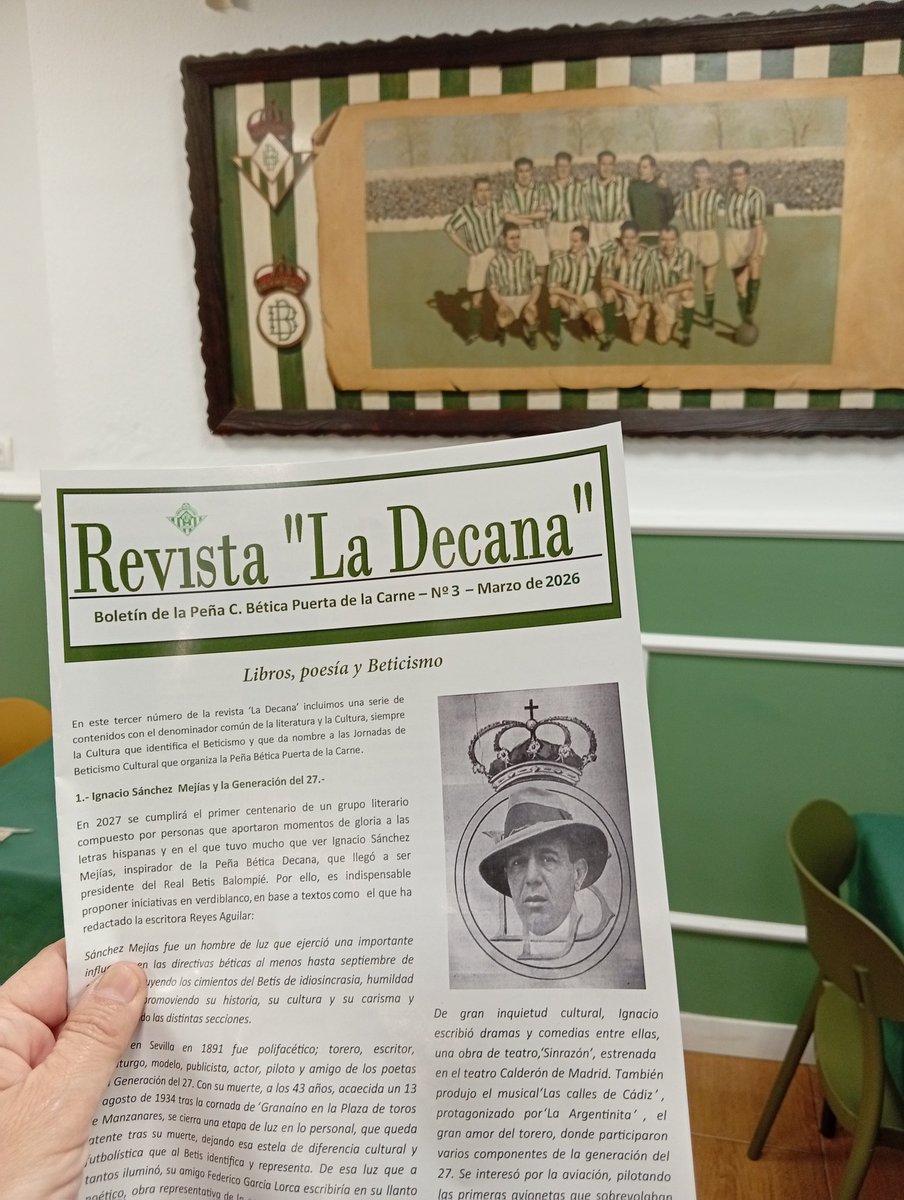 Revista "La Decana"
Boletín de la Peña C. Bética Puerta de la Carne – Nº 3 – Marzo de 2026
Libros, poesía y Beticismo
En este tercer número de la revista 'La Decana' incluimos una serie de
contenidos con el denominador común de la literatura y la Cultura, siempre
la Cultura que identifica el Beticismo y que da nombre a las Jornadas de
Beticismo Cultural que organiza la Peña Bética Puerta de la Carne.
1.- Ignacio Sánchez Mejías y la Generación del 27.-
En 2027 se cumplirá el primer centenario de un grupo literario
compuesto por personas que aportaron momentos de gloria a las
letras hispanas y en el que tuvo mucho que ver Ignacio Sánchez
Mejías, inspirador de la Peña Bética Decana, que llegó a ser
presidente del Real Betis Balompié. Por ello, es indispensable
proponer iniciativas en verdiblanco, en base a textos como el que ha
redactado la escritora Reyes Aguilar:
Sánchez Mejías fue un hombre de luz que ejerció una importante
en las directivas béticas al menos hasta septiembre de
los cimientos del Betis de idiosincrasia, humildad
promoviendo su historia, su cultura y su carisma y
las distintas secciones.
en Sevilla en 1891 fue polifacético; torero, escritor,
modelo, publicista, actor, piloto y amigo de los poetas
Generación del 27. Con su muerte, a los 43 años, acaecida un 13
agosto de 1934 tras la cornada de 'Granaíno en la Plaza de toros
Manzanares, se cierra una etapa de luz en lo personal, que queda
tras su muerte, dejando esa estela de diferencia cultural y
futbolística que al Betis identifica y representa. De esa luz que a
tantos iluminó, su amigo Federico García Lorca escribiría en su llanto
poético, obra representativa de la
De gran inquietud cultural, Ignacio
escribió dramas y comedias entre ellas,
una obra de teatro,'Sinrazón', estrenada
en el teatro Calderón de Madrid. También
produjo el musical'Las calles de Cádiz',
protagonizado por'La Argentinita' , el
gran amor del torero, donde participaron
varios componentes de la generación del
27. Se interesó por la aviación, pilotando
las primeras avionetas que sobrevolaban